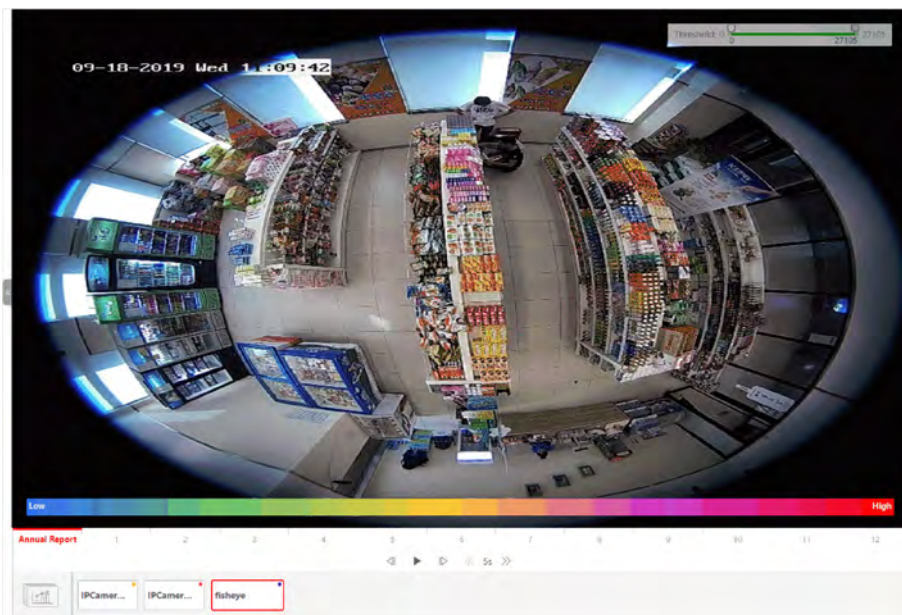 Threshold: 0 27105
0 27105
09-18-2019 Wed 11:09:42
Low High
Annual Report 1 2 3 4 5 6 7 8 9 10 11 12
5s
IPCamer... IPCamer... fisheye